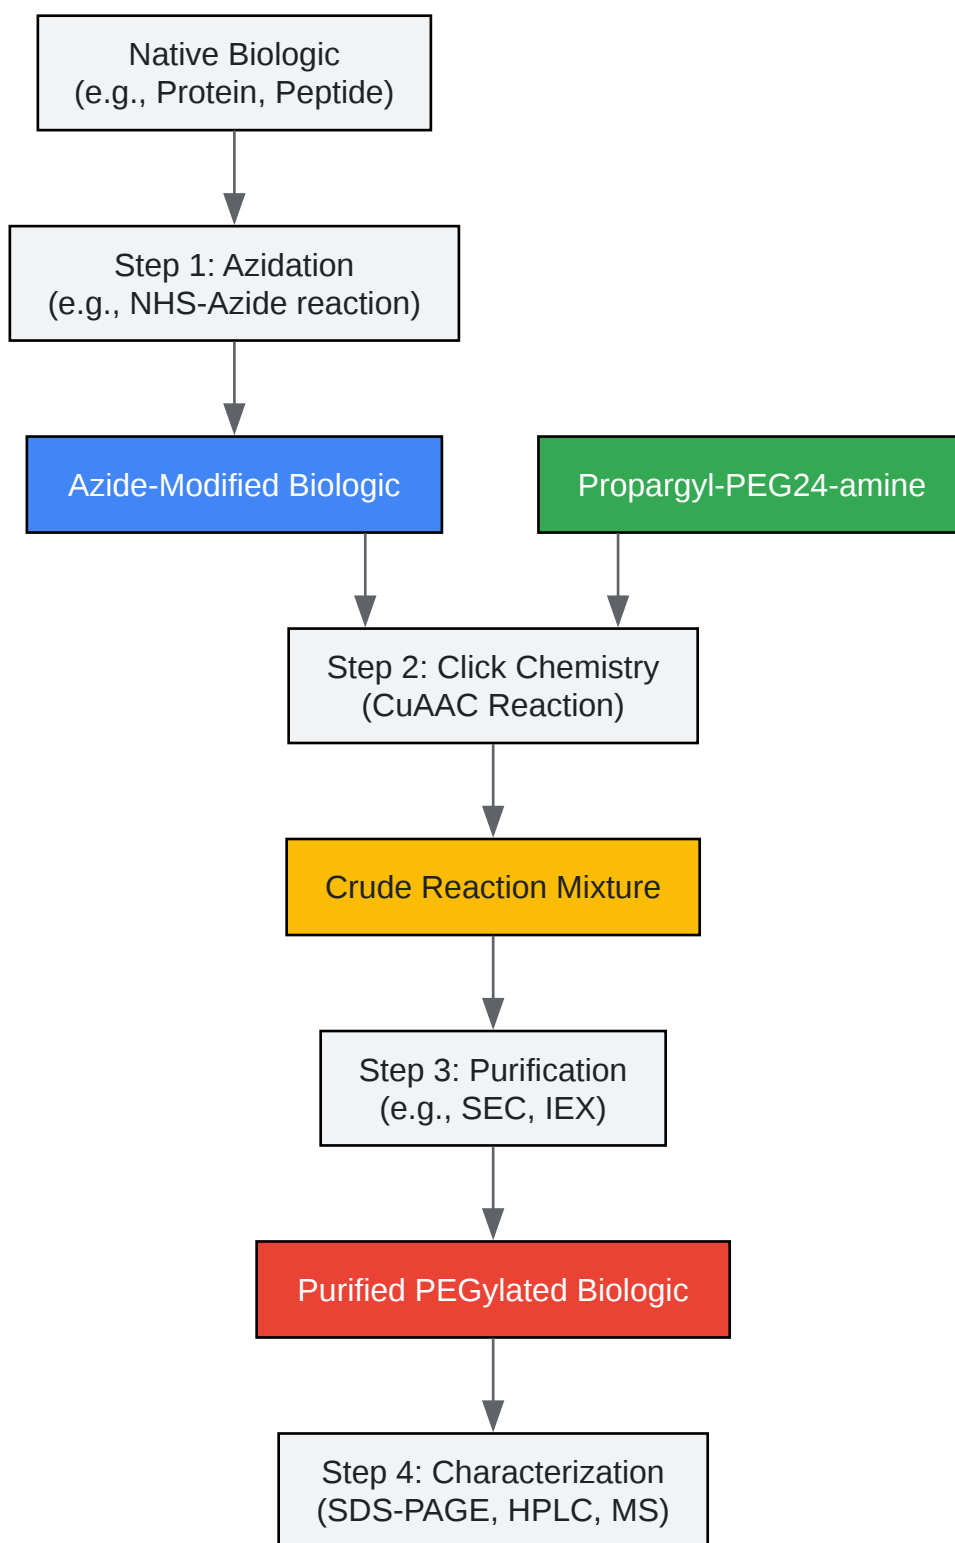 Native Biologic
(e.g., Protein, Peptide)
Step 1: Azidation
(e.g., NHS-Azide reaction)
Azide-Modified Biologic
Propargyl-PEG24-amine
Step 2: Click Chemistry
(CuAAC Reaction)
Crude Reaction Mixture
Step 3: Purification
(e.g., SEC, IEX)
Purified PEGylated Biologic
Step 4: Characterization
(SDS-PAGE, HPLC, MS)